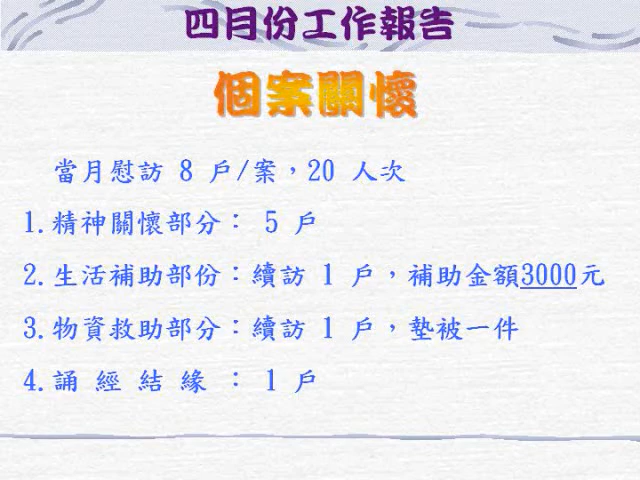 四月份工作報告
個案關懷
當月慰訪 8 戶/案，20 人次
1.精神關懷部分： 5 戶
2.生活補助部份：續訪 1 戶，補助金額3000元
3.物資救助部分：續訪 1 戶，墊被一件
4.誦 經 結 緣 ： 1 戶